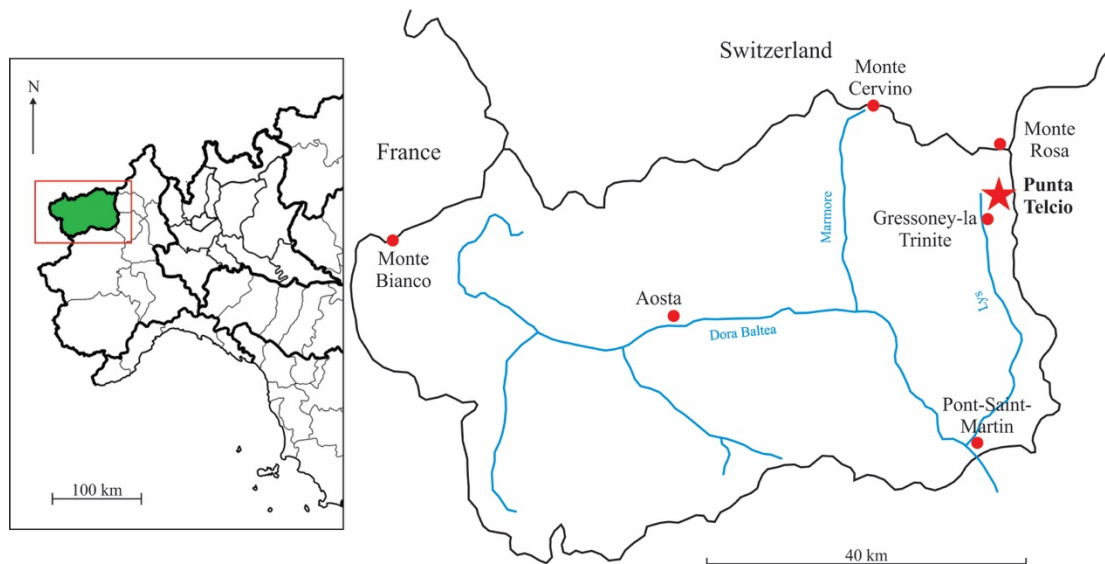 N
100 km
Switzerland
Monte
Cervino
France
Monte
Rosa
Punta
Telcio
Marmore
Gressoney-la
Trinite
Monte
Bianco
Aosta
Lys
Dora Baltea
Pont-Saint-
Martin
40 km